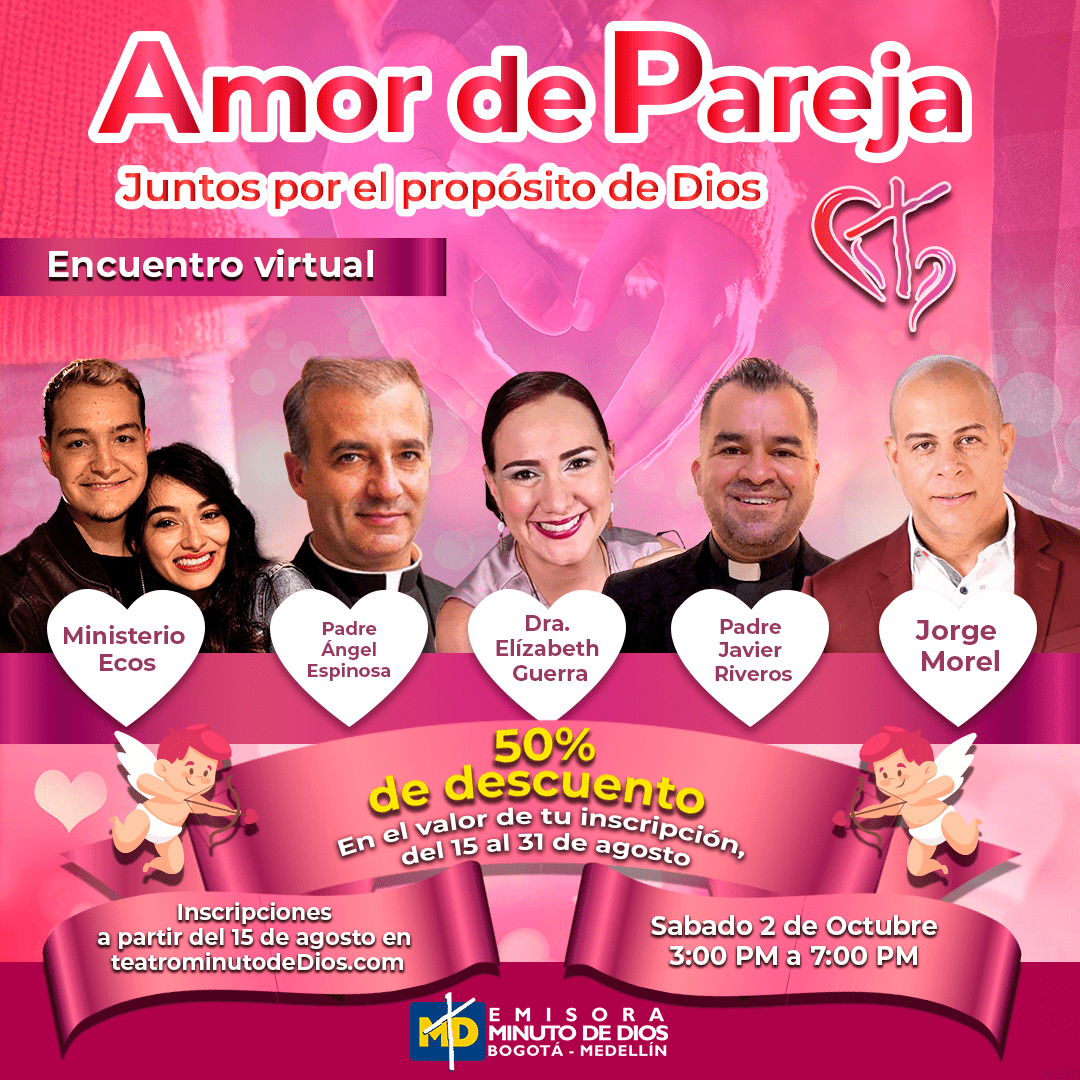 Amor de Pareja
Juntos por el propósito de Dios
Encuentro virtual
Ministerio
Ecos
Padre
Ángel
Espinosa
Dra.
Elízabeth
Guerra
Padre
Javier
Riveros
Jorge
Morel
50%
de descuento
En el valor de tu inscripción,
del 15 al 31 de agosto
Inscripciones
a partir del 15 de agosto en
teatrominutodeDios.com
Sabado 2 de Octubre
3:00 PM a 7:00 PM
MD
EMISORA
MINUTO DE DIOS
BOGOTÁ - MEDELLÍN